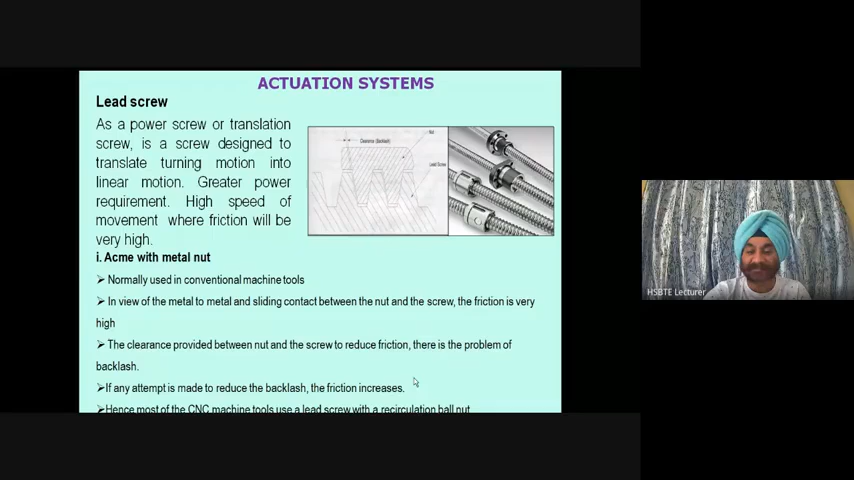 ACTUATION SYSTEMS
Lead screw
As a power screw or translation
screw, is a screw designed to
translate turning motion into
linear motion. Greater power
requirement. High speed of
movement where friction will be
very high.
Clearance (Backlash)
Nut
Lead Screw
i. Acme with metal nut
➢ Normally used in conventional machine tools
➢ In view of the metal to metal and sliding contact between the nut and the screw, the friction is very
high
➢ The clearance provided between nut and the screw to reduce friction, there is the problem of
backlash.
➢If any attempt is made to reduce the backlash, the friction increases.
➢Hence most of the CNC machine tools use a lead screw with a recirculation ball nut
HSBTE Lecturer